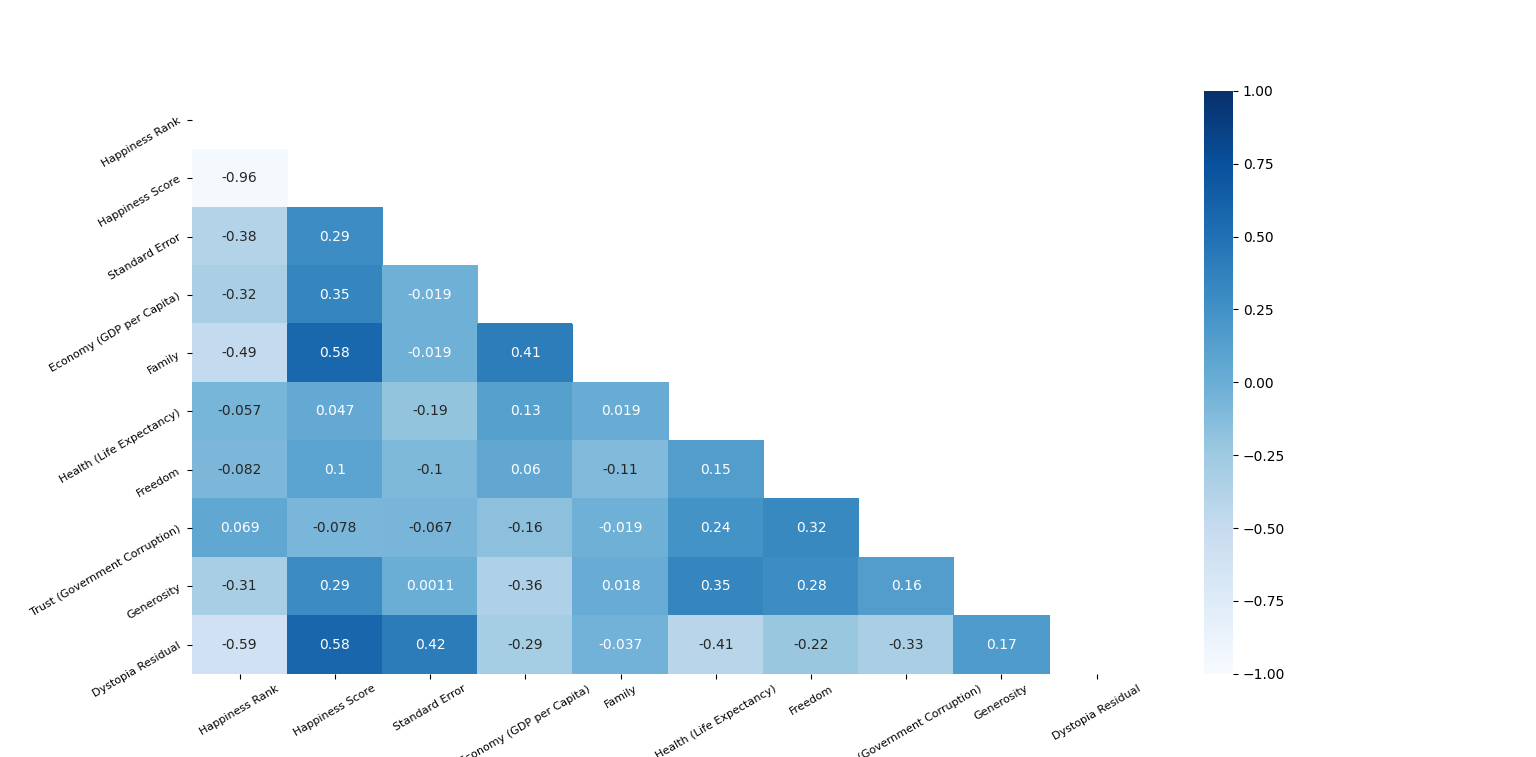 Happiness Rank
Happiness Score -0.96
Standard Error -0.38 0.29
Economy (GDP per Capita) -0.32 0.35 -0.019
Family -0.49 0.58 -0.019 0.41
Health (Life Expectancy) -0.057 0.047 -0.19 0.13 0.019
Freedom -0.082 0.1 -0.1 0.06 -0.11 0.15
Trust (Government Corruption) 0.069 -0.078 -0.067 -0.16 -0.019 0.24 0.32
Generosity -0.31 0.29 0.0011 -0.36 0.018 0.35 0.28 0.16
Dystopia Residual -0.59 0.58 0.42 -0.29 -0.037 -0.41 -0.22 -0.33 0.17
Happiness Rank
Happiness Score
Standard Error
conomy (GDP per Capita)
Family
Health (Life Expectancy)
Freedom
(Government Corruption)
Generosity
Dystopia Residual
1.00
0.75
0.50
0.25
0.00
−0.25
−0.50
−0.75
−1.00